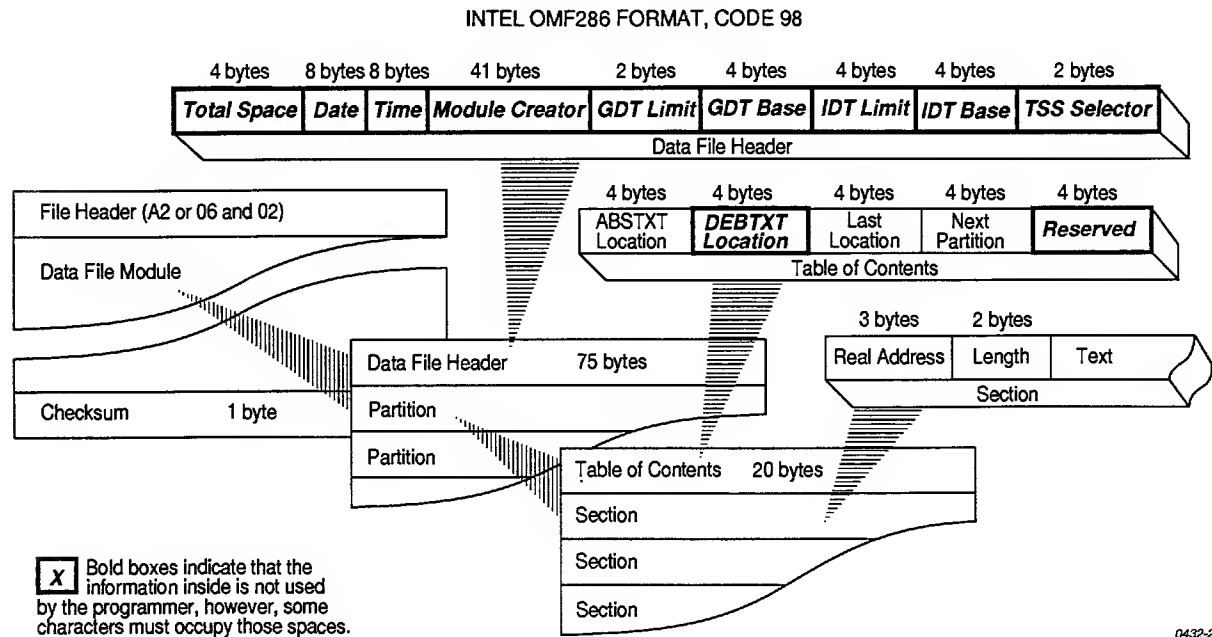 INTEL OMF286 FORMAT, CODE 98
4 bytes 8 bytes 8 bytes 41 bytes 2 bytes 4 bytes 4 bytes 4 bytes 2 bytes
Total Space Date Time Module Creator GDT Limit GDT Base IDT Limit IDT Base TSS Selector
Data File Header
4 bytes 4 bytes 4 bytes 4 bytes 4 bytes
ABSTXT Location
DEBTXT Location
Last Location
Next Partition
Reserved
Table of Contents
File Header (A2 or 06 and 02)
Data File Module
Checksum 1 byte
3 bytes 2 bytes
Real Address Length Text
Section
Data File Header 75 bytes
Partition
Partition
Table of Contents 20 bytes
Section
Section
Section
X Bold boxes indicate that the
information inside is not used
by the programmer, however, some
characters must occupy those spaces.
0432-2